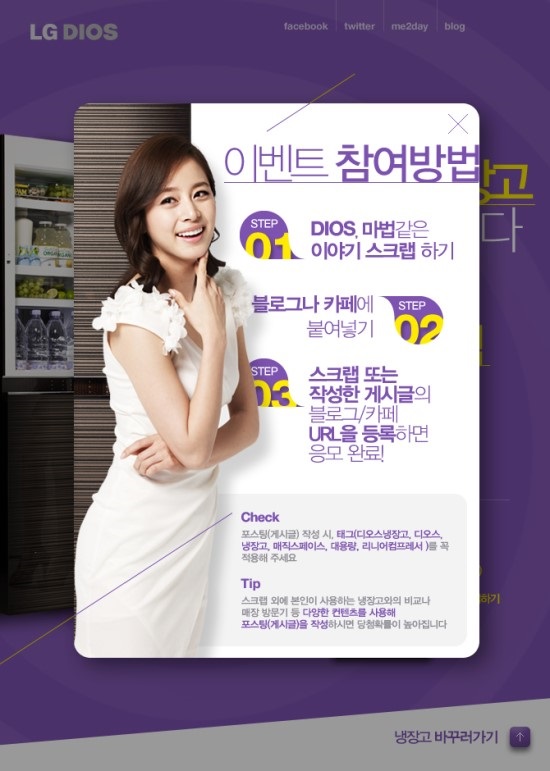 LG DIOS
facebook twitter me2day blog
이벤트 참여방법
STEP
01
DIOS, 마법같은
이야기 스크랩 하기
블로그나 카페에
붙여넣기
STEP
02
STEP
03
스크랩 또는
작성한 게시글의
블로그/카페
URL을 등록하면
응모 완료!
Check
포스팅(게시글) 작성 시, 태그(디오스냉장고, 디오스,
냉장고, 매직스페이스, 대용량, 리니어컴프레서 )를 꼭
적용해 주세요
Tip
스크랩 외에 본인이 사용하는 냉장고와의 비교나
매장 방문기 등 다양한 컨텐츠를 사용해
포스팅(게시글)을 작성하시면 당첨확률이 높아집니다
냉장고 바꾸러가기